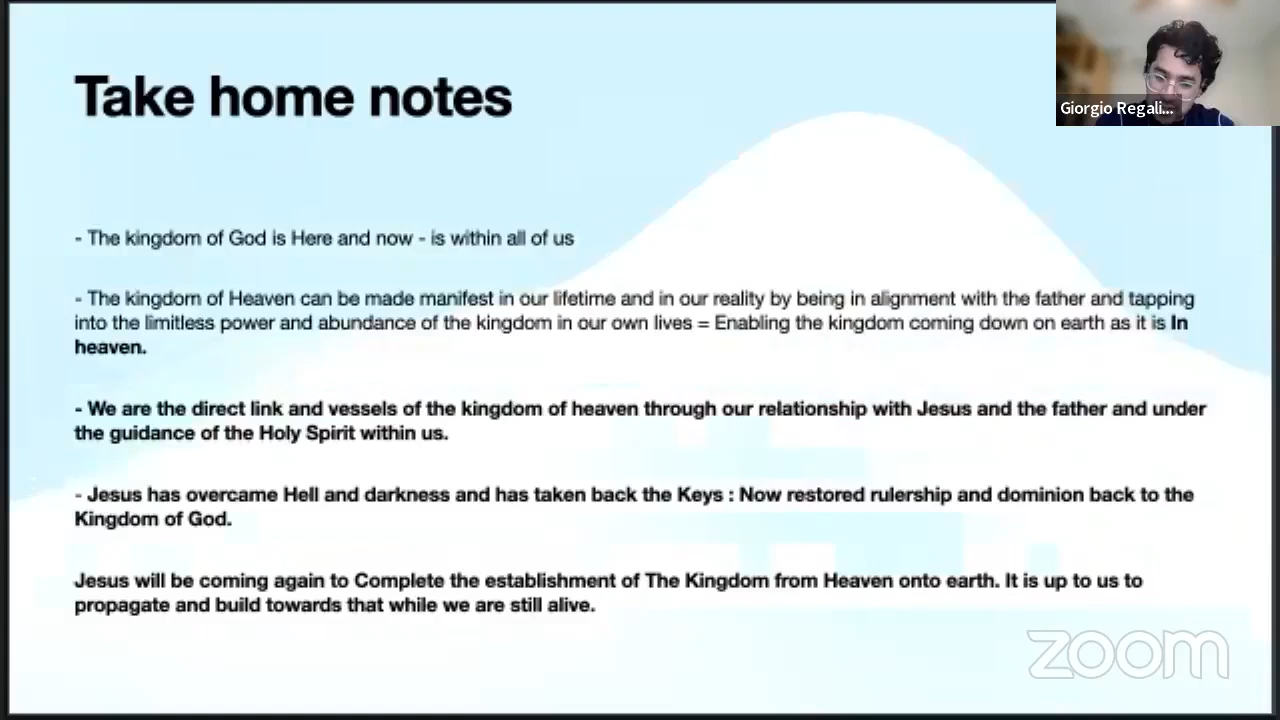 Take home notes
Giorgio Regali...
- The kingdom of God is Here and now - is within all of us
- The kingdom of Heaven can be made manifest in our lifetime and in our reality by being in alignment with the father and tapping
into the limitless power and abundance of the kingdom in our own lives = Enabling the kingdom coming down on earth as it is In
heaven.
- We are the direct link and vessels of the kingdom of heaven through our relationship with Jesus and the father and under
the guidance of the Holy Spirit within us.
- Jesus has overcame Hell and darkness and has taken back the Keys : Now restored rulership and dominion back to the
Kingdom of God.
Jesus will be coming again to Complete the establishment of The Kingdom from Heaven onto earth. It is up to us to
propagate and build towards that while we are still alive.
zoom